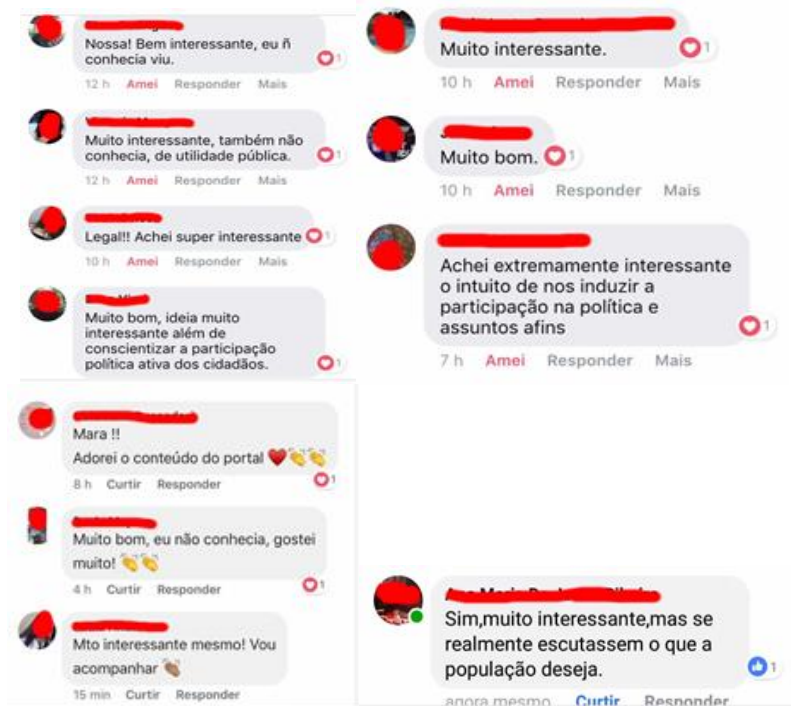 Nossa! Bem interessante, eu ñ
conhecia viu.
1
12 h Amei Responder Mais
Muito interessante, também não
conhecia, de utilidade pública.
1
12 h Amei Responder Mais
Legal!! Achei super interessante
1
10 h Amei Responder Mais
Muito bom, ideia muito
interessante além de
conscientizar a participação
política ativa dos cidadãos.
1
Muito interessante.
1
10 h Amei Responder Mais
Muito bom.
1
10 h Amei Responder Mais
Achei extremamente interessante
o intuito de nos induzir a
participação na política e
assuntos afins
1
7 h Amei Responder Mais
Mara !!
Adorei o conteúdo do portal ❤️👏👏
1
8 h Curtir Responder
Muito bom, eu não conhecia, gostei
muito! 👏👏
1
4 h Curtir Responder
Mto interessante mesmo! Vou
acompanhar 👏🏽
15 min Curtir Responder
Sim,muito interessante,mas se
realmente escutassem o que a
população deseja.
1
agora mesmo Curtir Responder